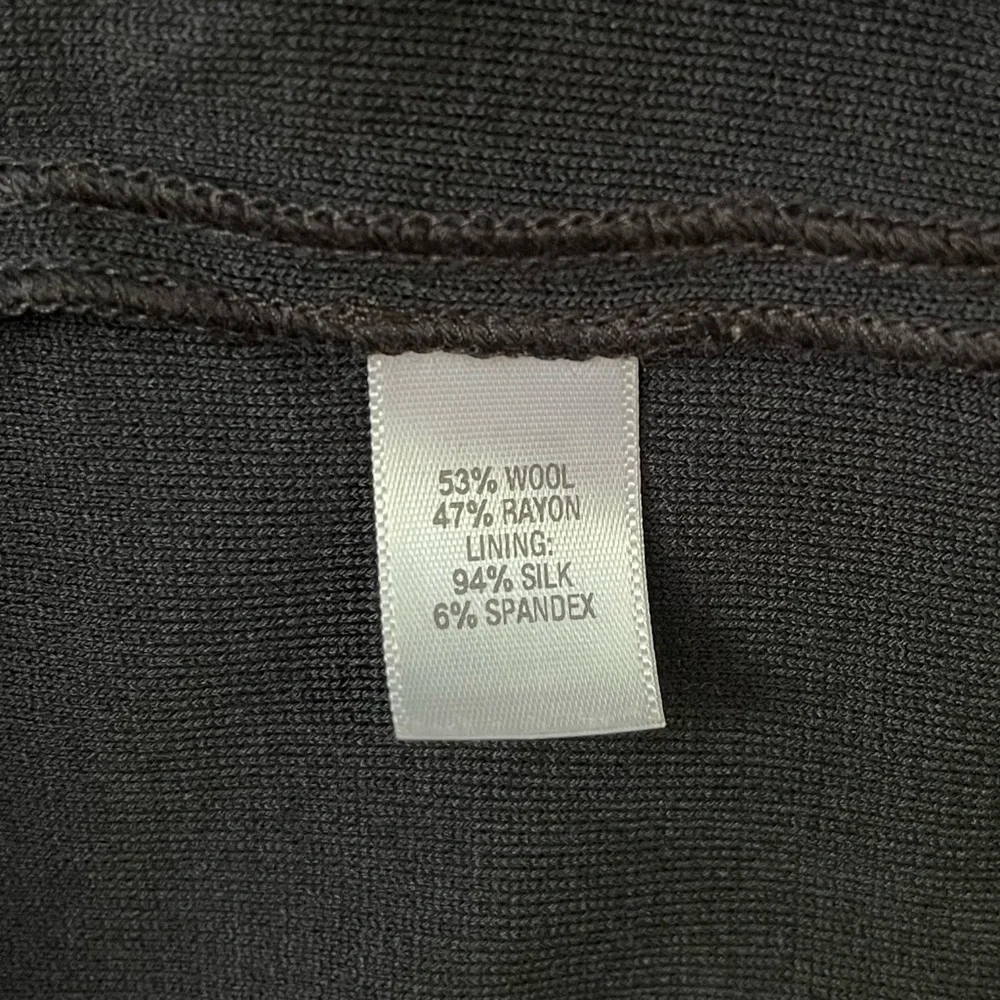 53% WOOL
47% RAYON
LINING:
94% SILK
6% SPANDEX